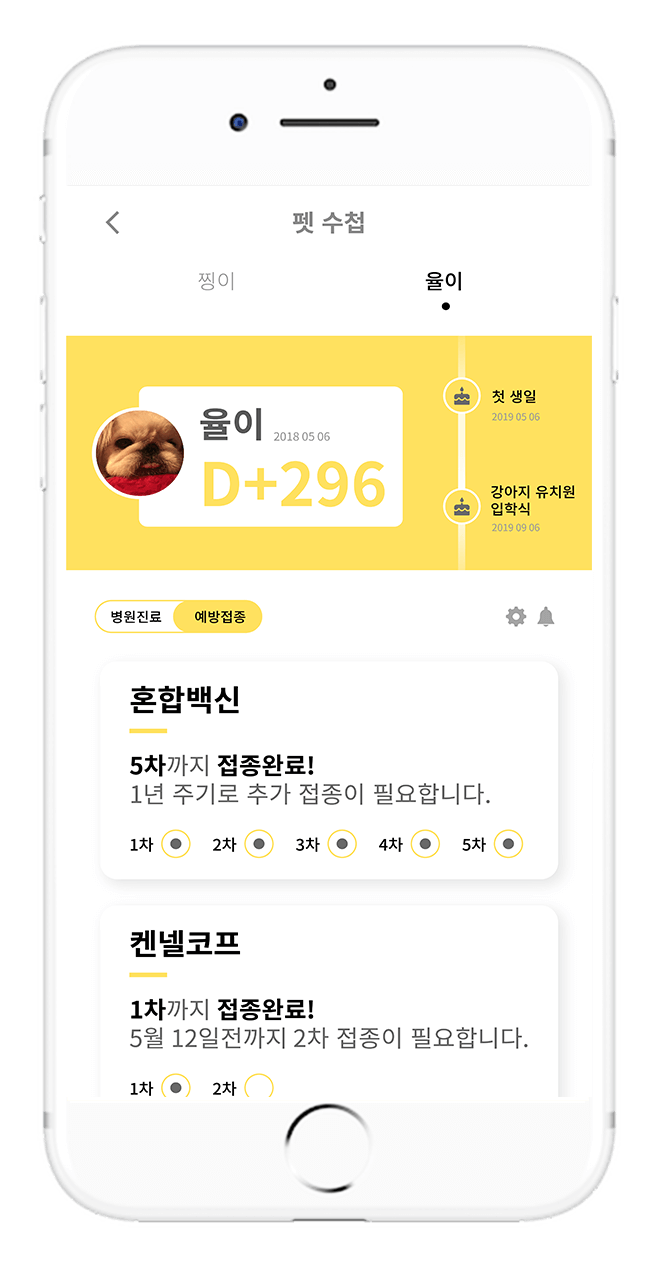 펫 수첩
찡이
율이
율이 2018 05 06
D+296
첫 생일
2019 05 06
강아지 유치원
입학식
2019 09 06
병원진료 예방접종
혼합백신
5차까지 접종완료!
1년 주기로 추가 접종이 필요합니다.
1차 2차 3차 4차 5차
켄넬코프
1차까지 접종완료!
5월 12일전까지 2차 접종이 필요합니다.
1차 2차